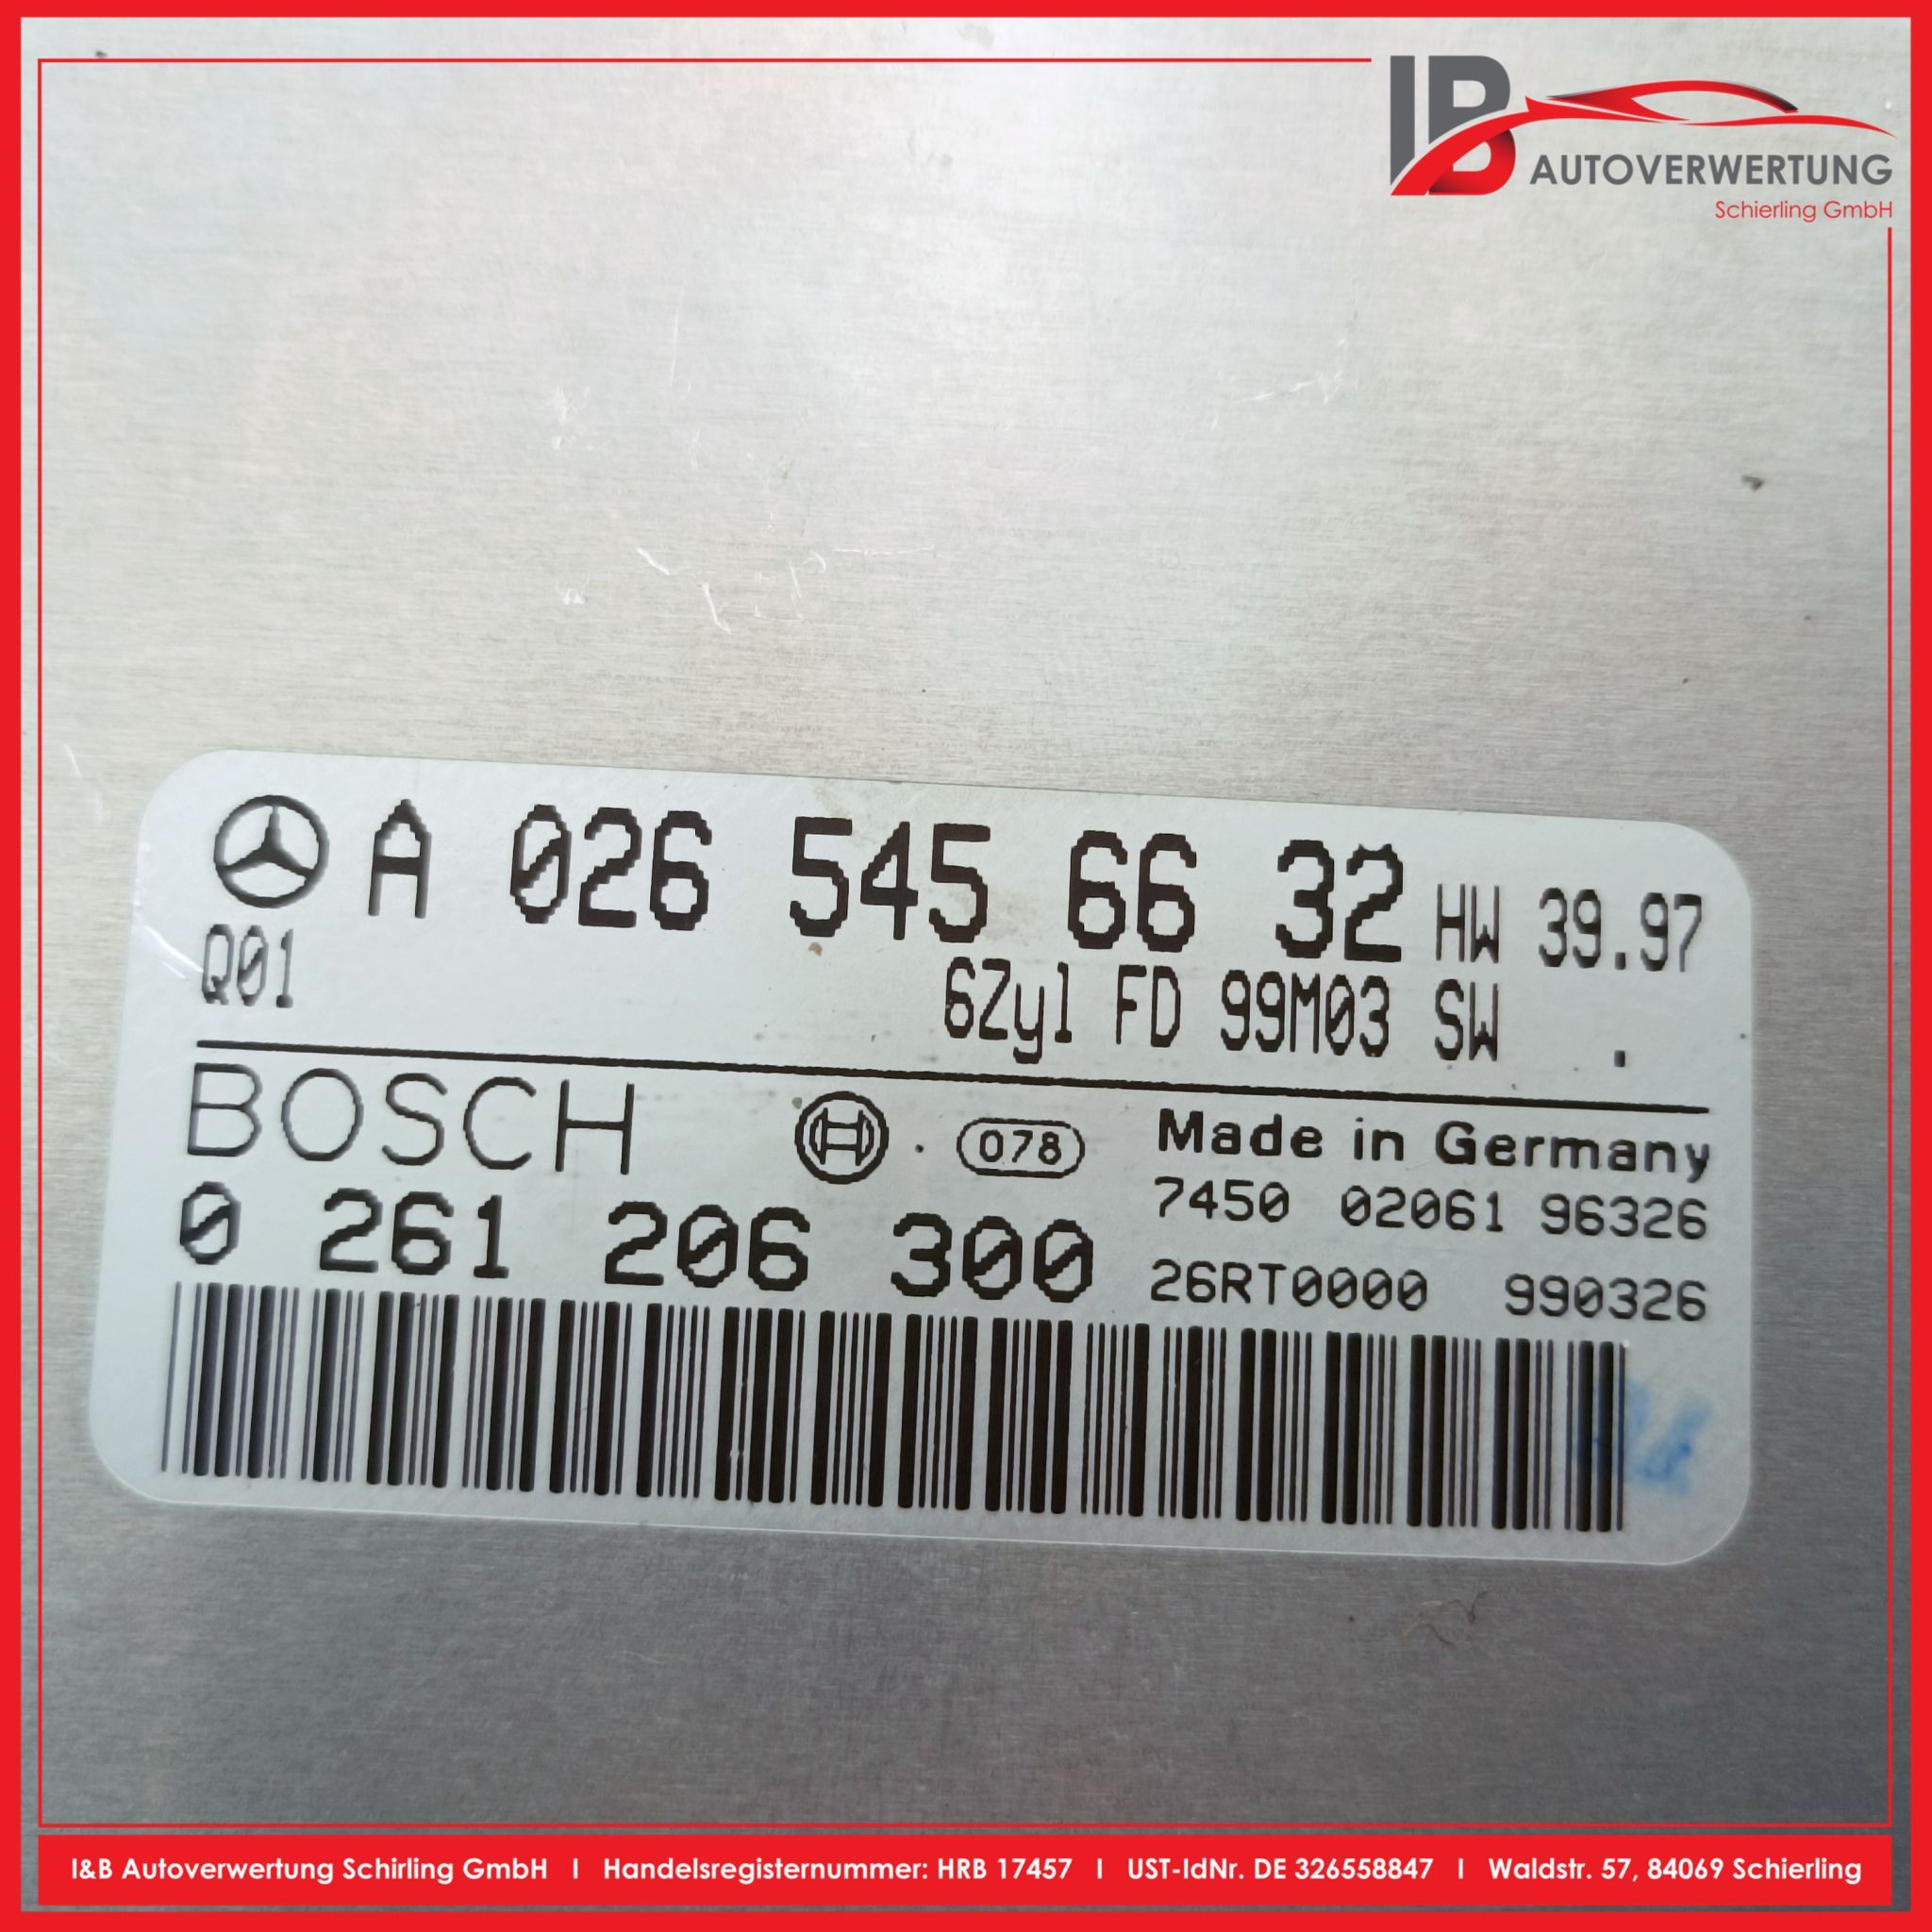 IB AUTOVERWERTUNG
Schierling GmbH
A 026 545 66 32 HW 39.97
Q01 6Zyl FD 99M03 SW .
BOSCH 078 Made in Germany
0 261 206 300 7450 02061 96326
26RT0000 990326
I&B Autoverwertung Schirling GmbH I Handelsregisternummer: HRB 17457 I UST-IdNr. DE 326558847 I Waldstr. 57, 84069 Schierling